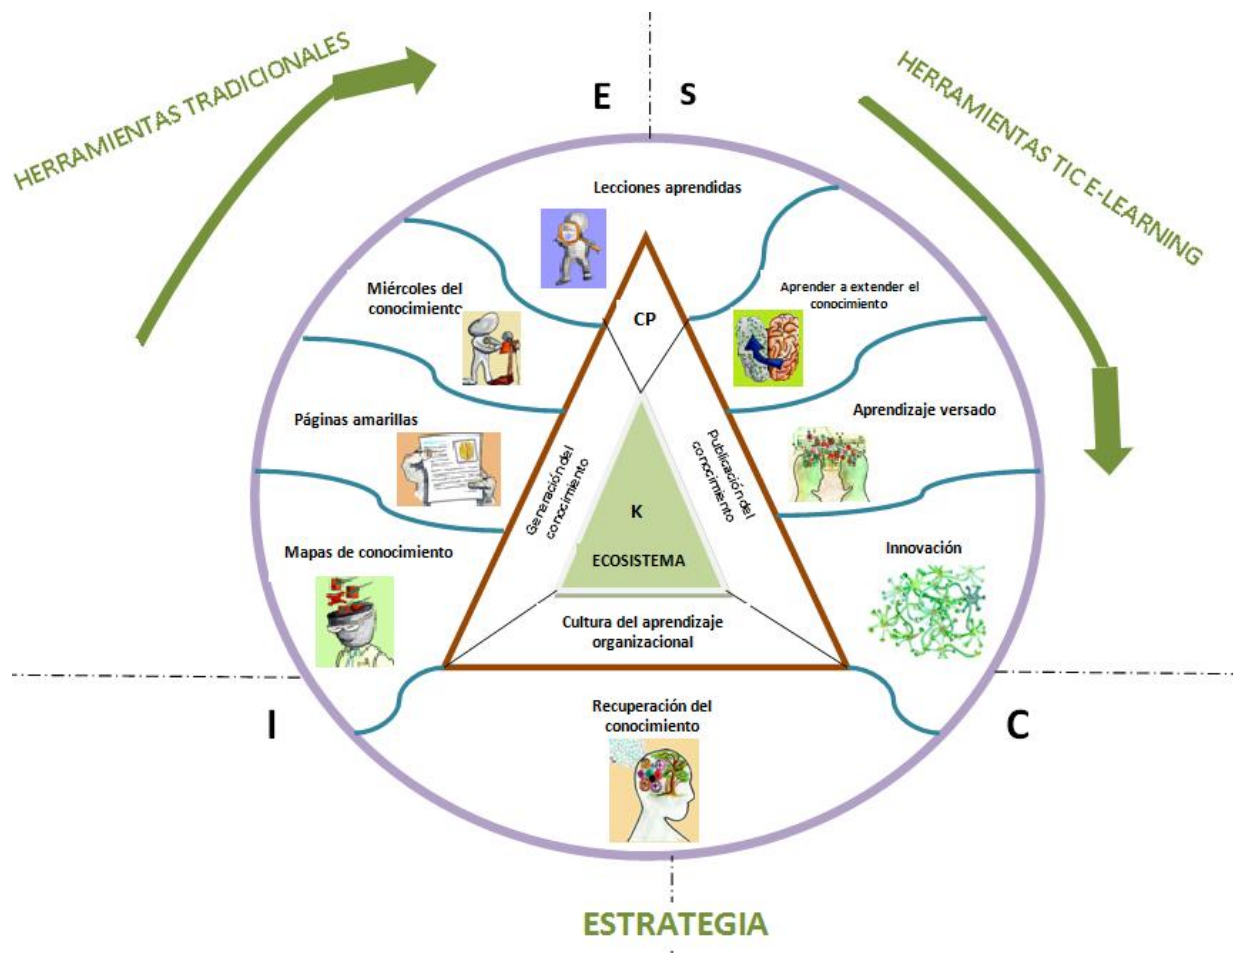 HERRAMIENTAS TRADICIONALES
HERRAMIENTAS TIC E-LEARNING
E
S
Lecciones aprendidas
Miércoles del
conocimiento
Aprender a extender el
conocimiento
CP
Páginas amarillas
Aprendizaje versado
Generación del
conocimiento
Publicación del
conocimiento
K
ECOSISTEMA
Mapas de conocimiento
Innovación
Cultura del aprendizaje
organizacional
I
C
Recuperación del
conocimiento
ESTRATEGIA